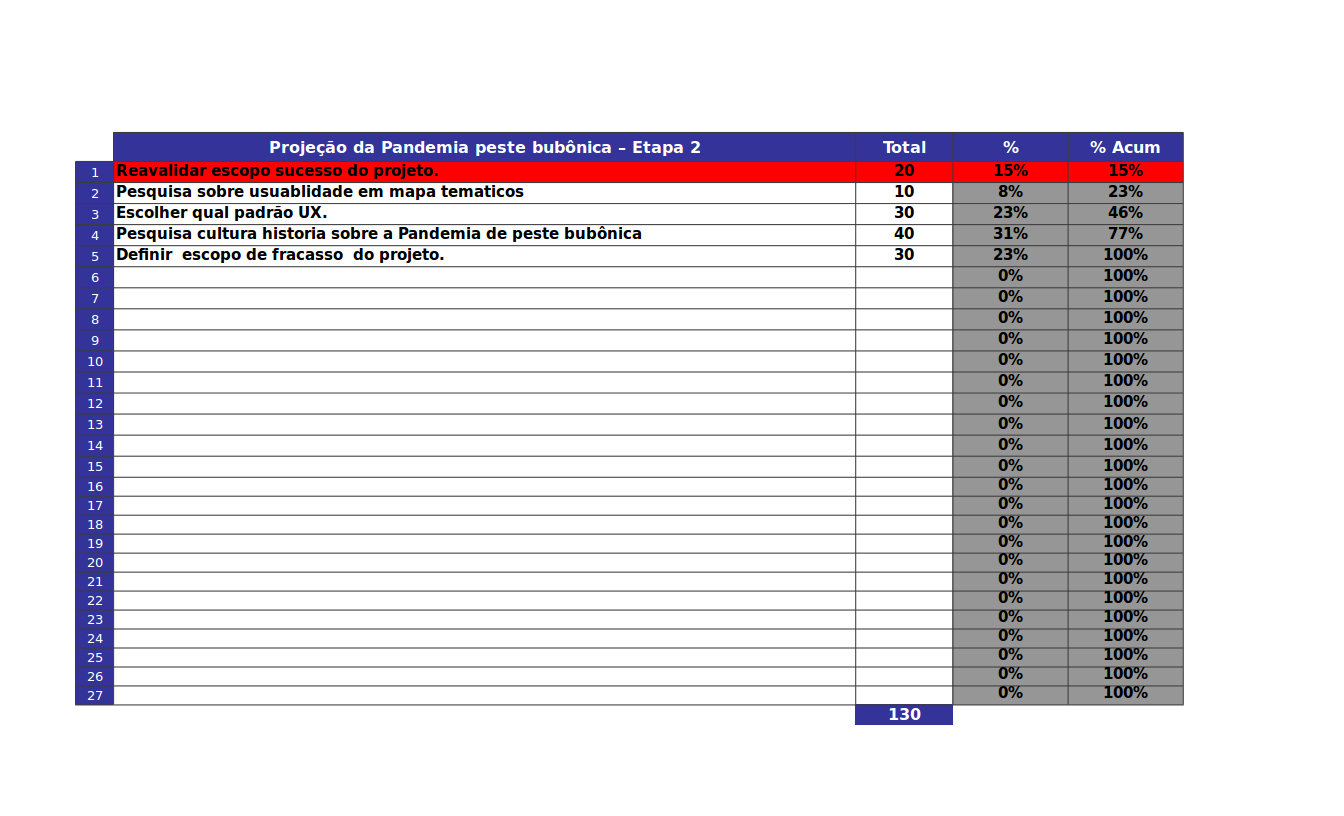 Projeção da Pandemia peste bubônica – Etapa 2 Total % % Acum
1 Reavalidar escopo sucesso do projeto. 20 15% 15%
2 Pesquisa sobre usuablidade em mapa tematicos 10 8% 23%
3 Escolher qual padrão UX. 30 23% 46%
4 Pesquisa cultura historia sobre a Pandemia de peste bubônica 40 31% 77%
5 Definir  escopo de fracasso  do projeto. 30 23% 100%
6 0% 100%
7 0% 100%
8 0% 100%
9 0% 100%
10 0% 100%
11 0% 100%
12 0% 100%
13 0% 100%
14 0% 100%
15 0% 100%
16 0% 100%
17 0% 100%
18 0% 100%
19 0% 100%
20 0% 100%
21 0% 100%
22 0% 100%
23 0% 100%
24 0% 100%
25 0% 100%
26 0% 100%
27 0% 100%
130